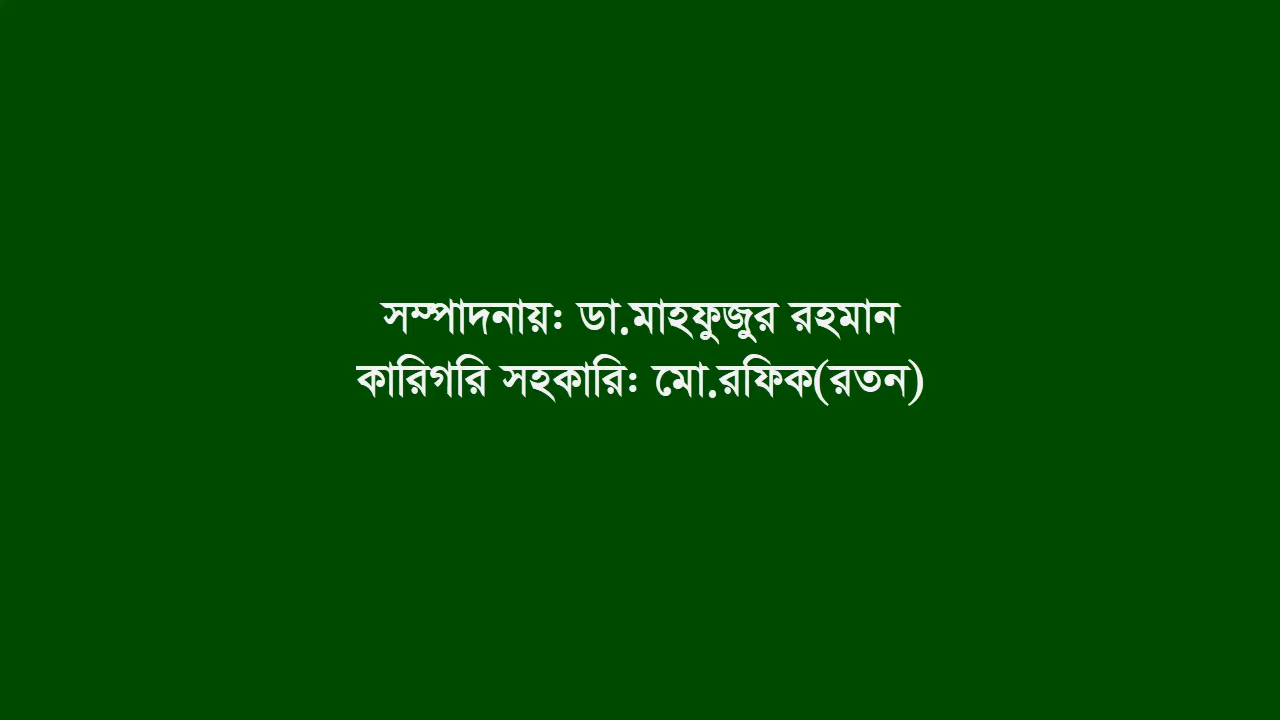 সম্পাদনায়ঃ ডা.মাহফুজুর রহমান
কারিগরি সহকারিঃ মো.রফিক(রতন)